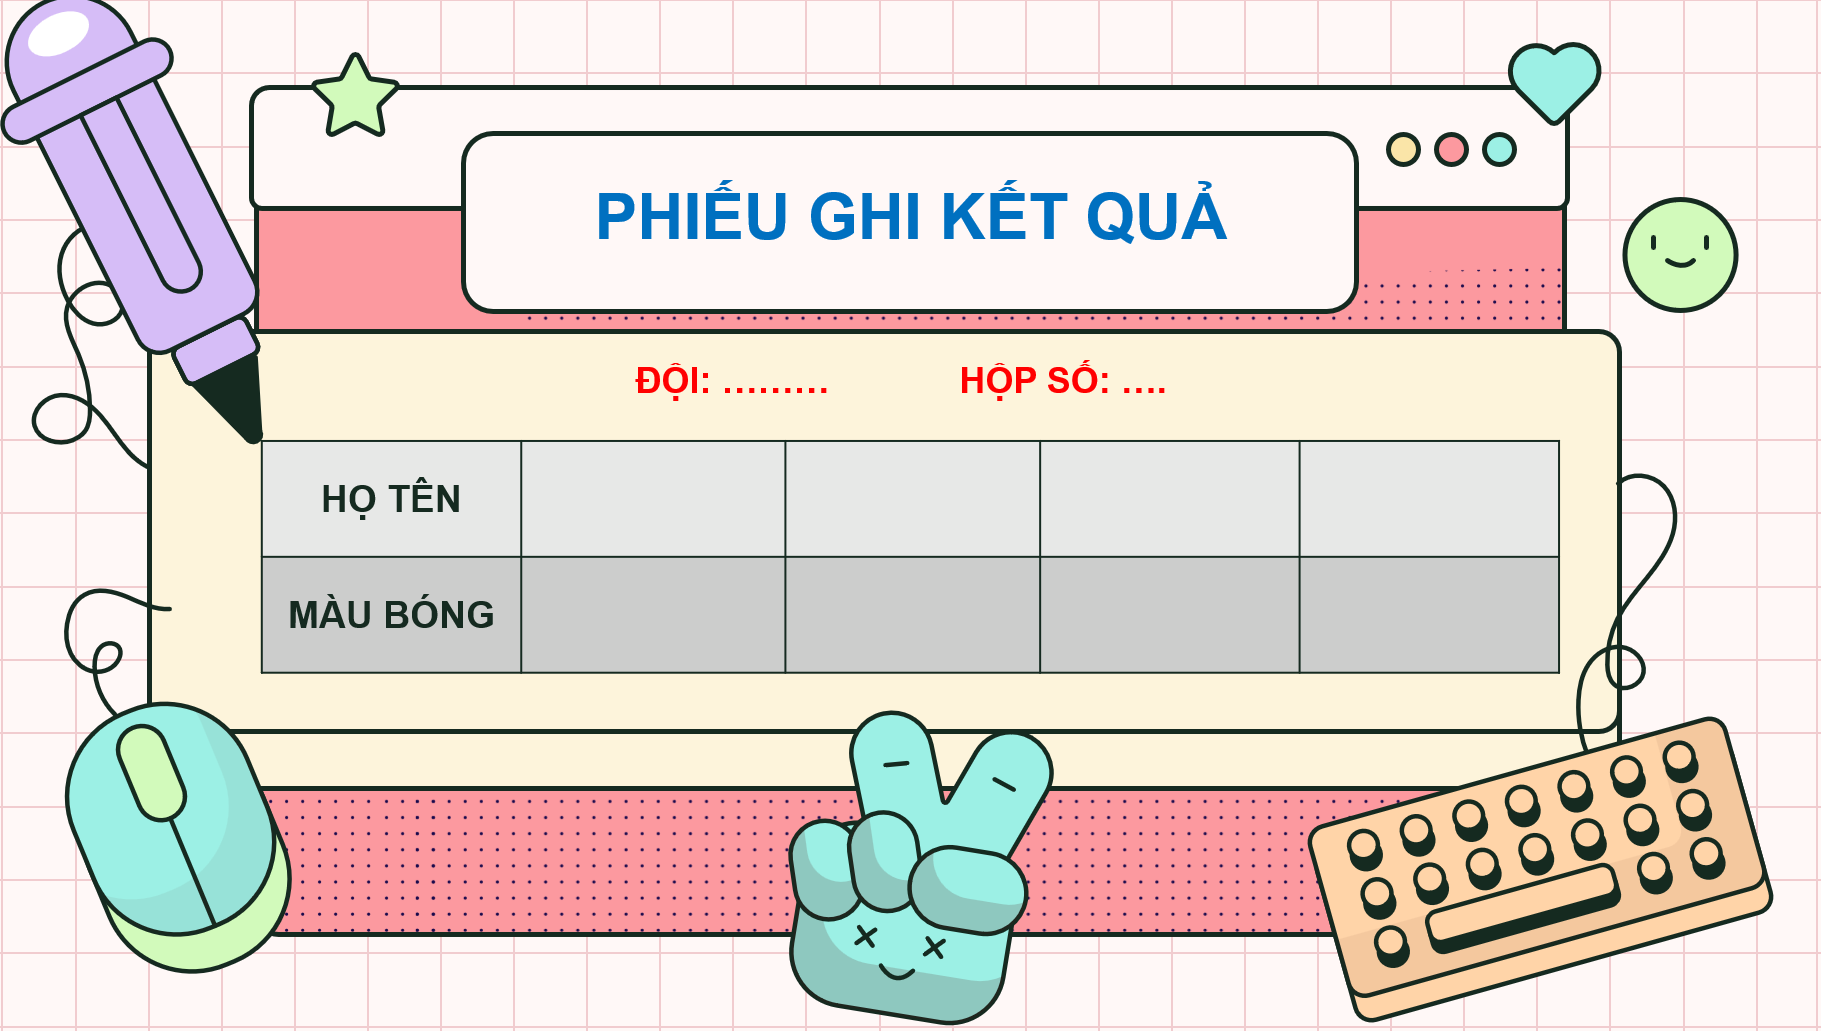 PHIẾU GHI KẾT QUẢ
ĐỘI: ......... HỘP SỐ: ....
HỌ TÊN
MÀU BÓNG